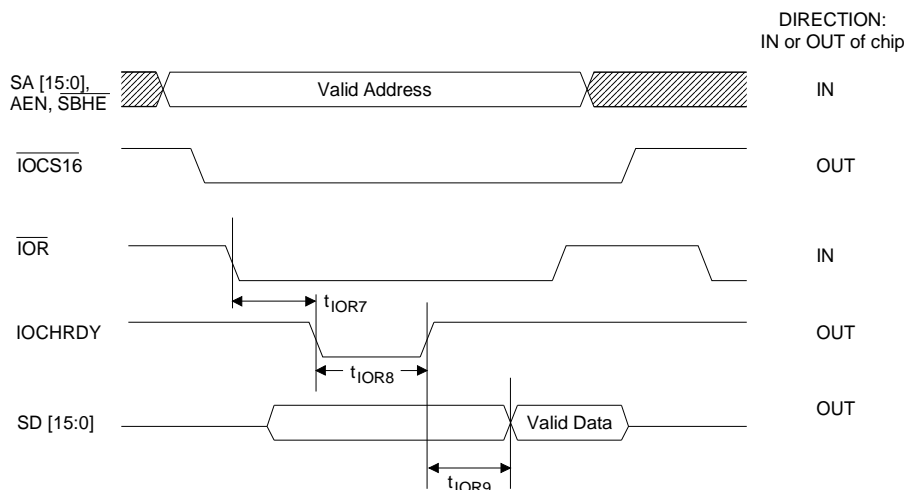 DIRECTION:
IN or OUT of chip
SA [15:0],
AEN, SBHE
Valid Address
IN
IOCS16
OUT
IOR
IN
tIOR7
IOCHRDY
OUT
tIOR8
SD [15:0]
Valid Data
OUT
tIOR9